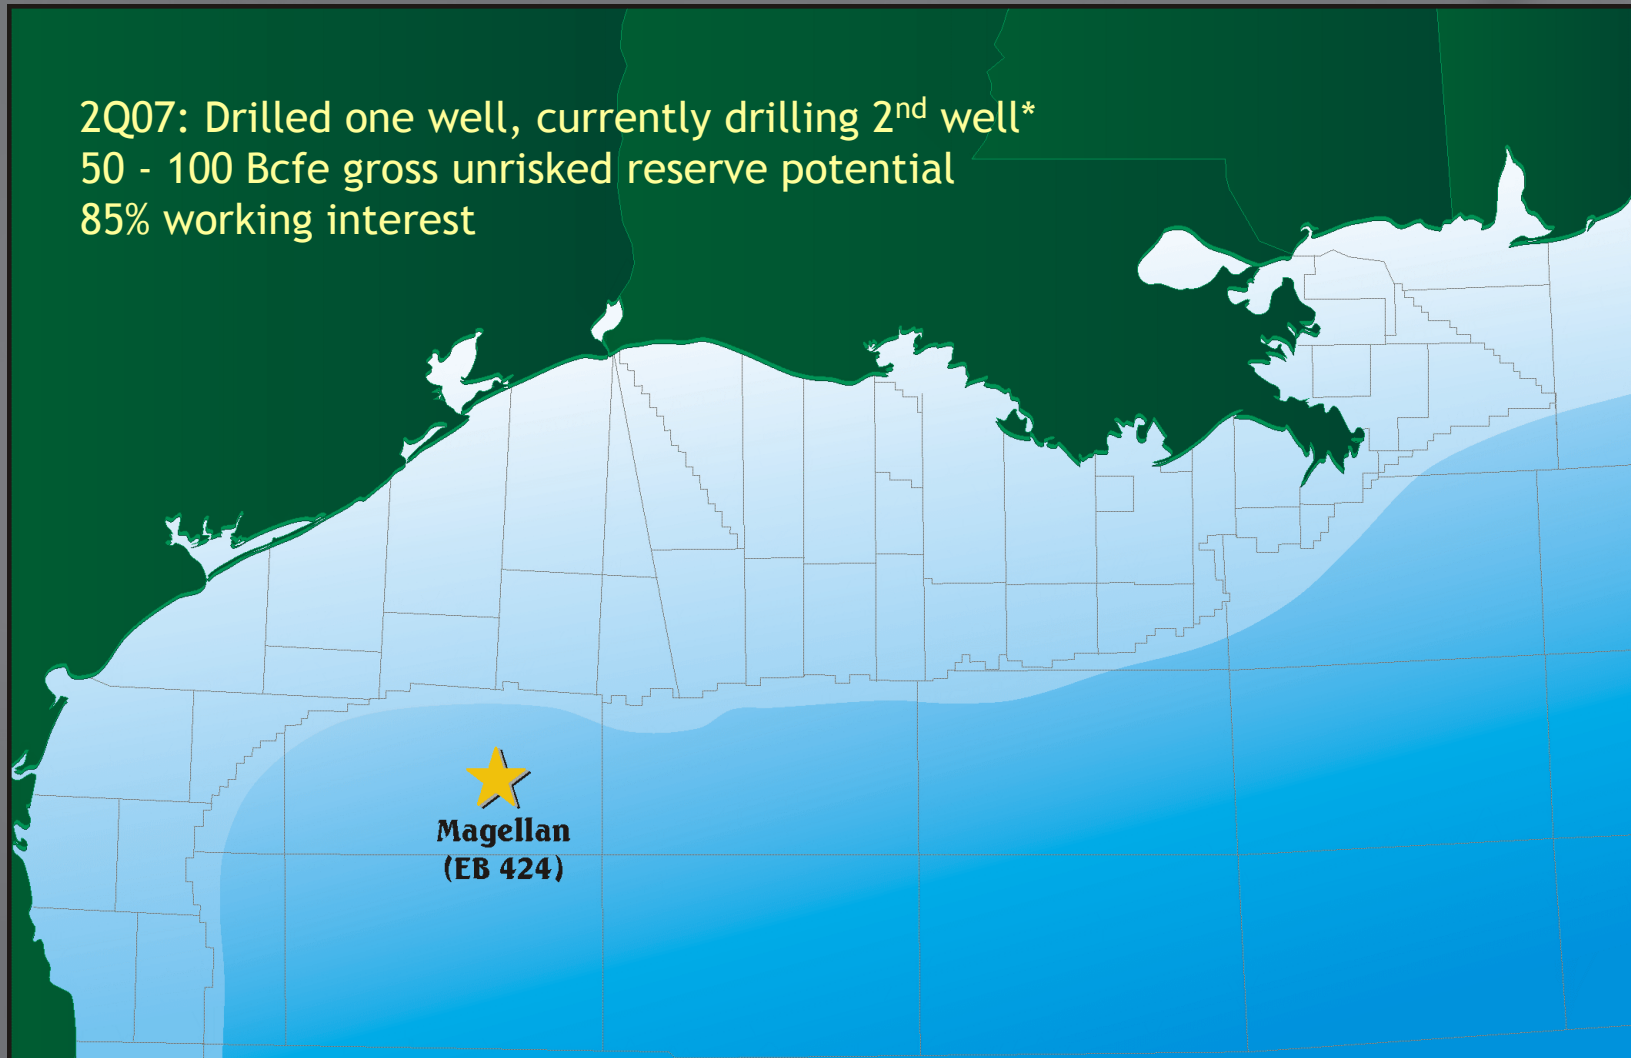 2Q07: Drilled one well, currently drilling 2nd well*
50 - 100 Bcfe gross unrisked reserve potential
85% working interest
Magellan
(EB 424)